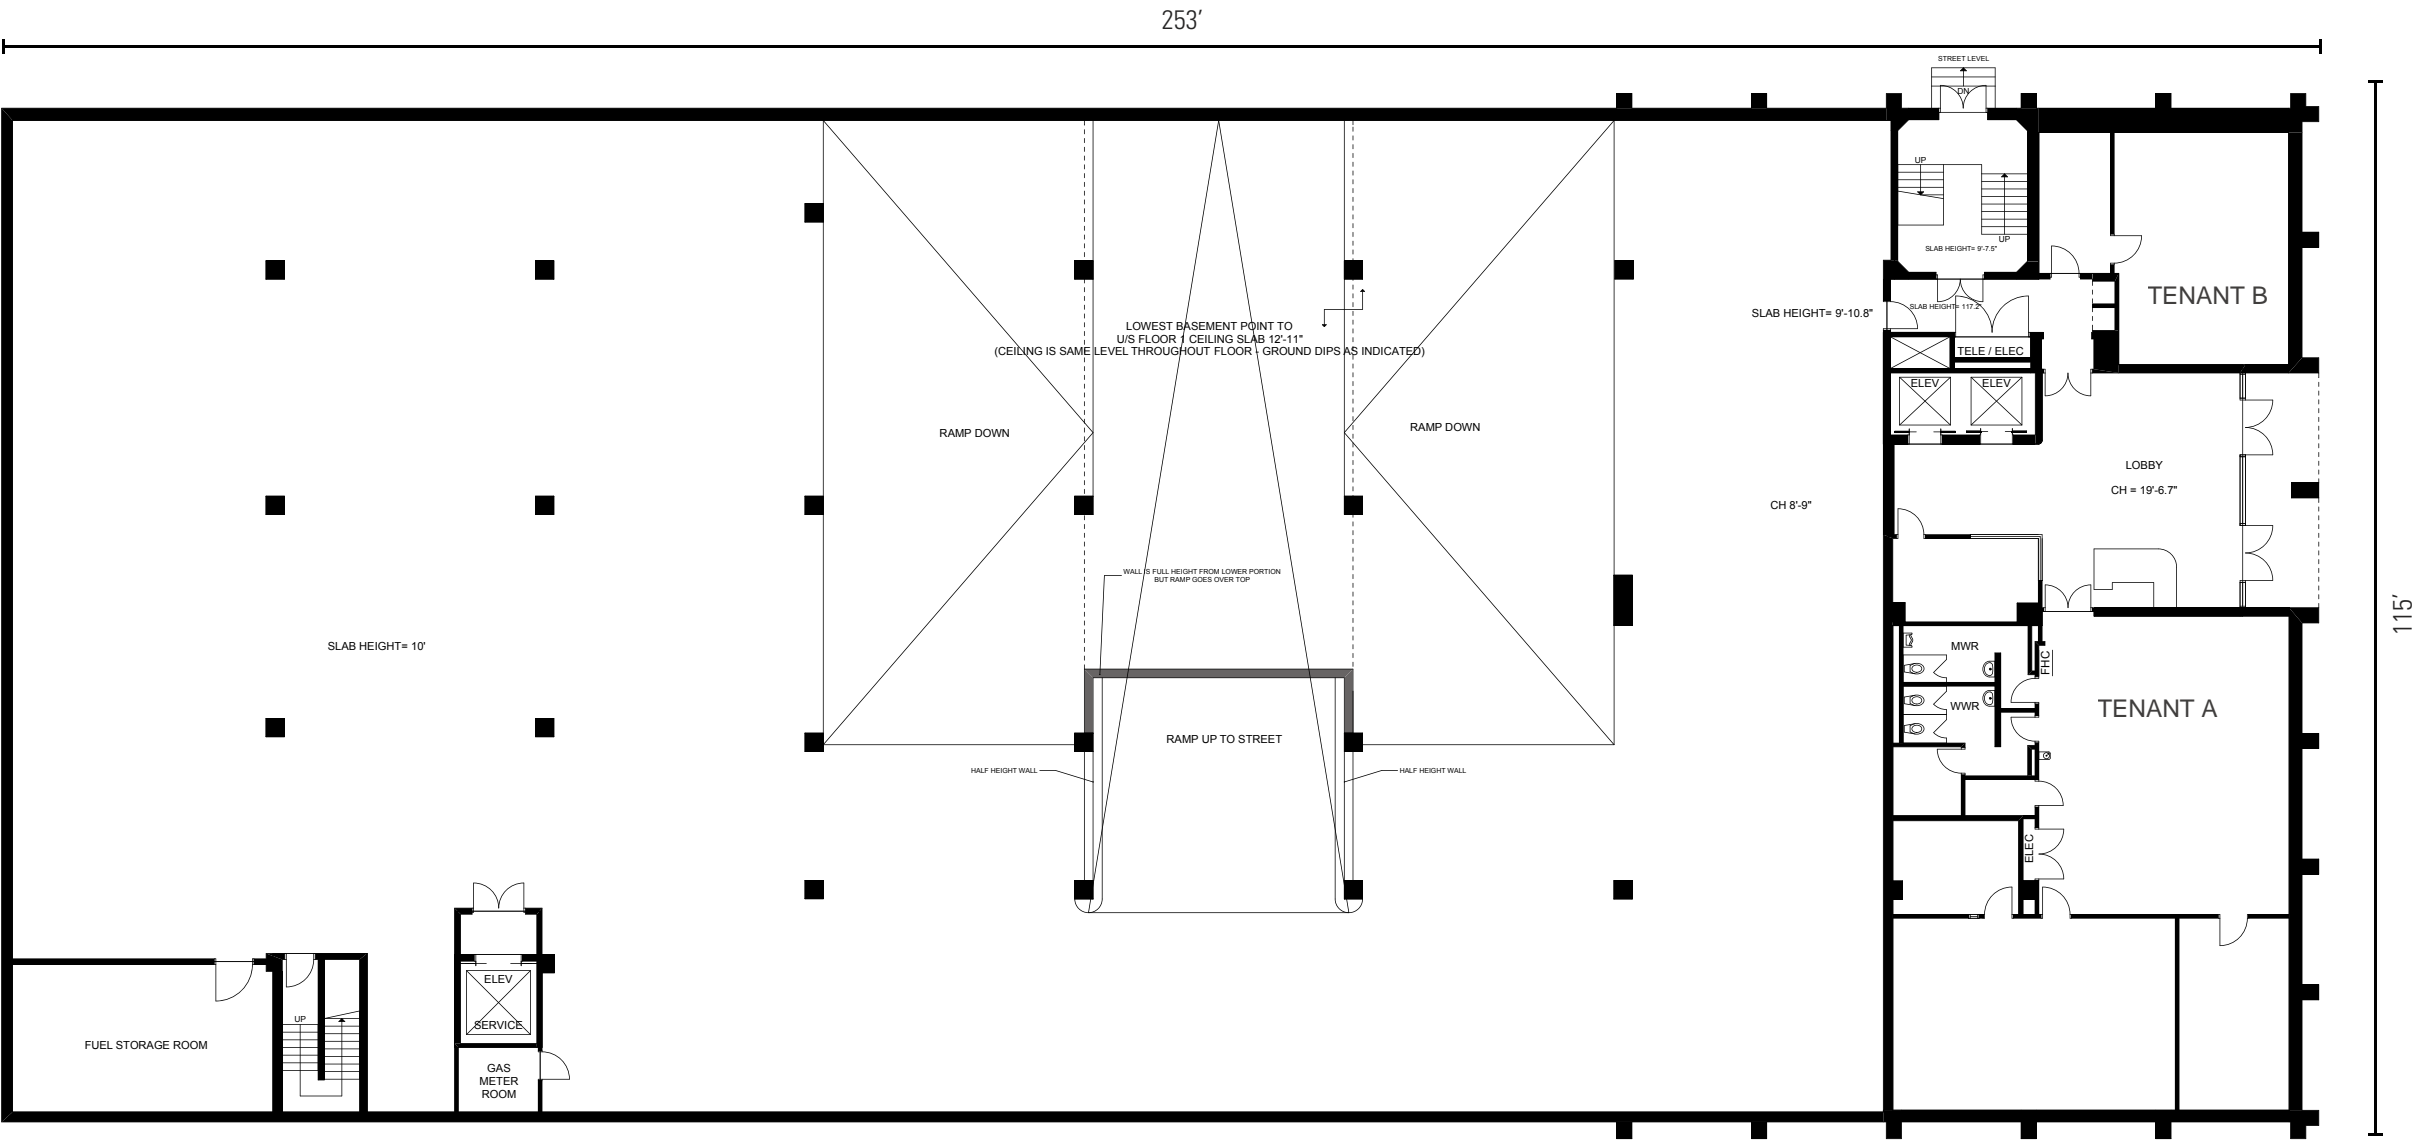 253'
STREET LEVEL
DN
UP
UP
SLAB HEIGHT= 9'-7.5"
TENANT B
SLAB HEIGHT= 117.2"
SLAB HEIGHT= 9'-10.8"
LOWEST BASEMENT POINT TO
U/S FLOOR 1 CEILING SLAB 12'-11"
(CEILING IS SAME LEVEL THROUGHOUT FLOOR - GROUND DIPS AS INDICATED)
TELE / ELEC
ELEV
ELEV
RAMP DOWN
RAMP DOWN
LOBBY
CH = 19'-6.7"
CH 8'-9"
WALL IS FULL HEIGHT FROM LOWER PORTION
BUT RAMP GOES OVER TOP
115'
SLAB HEIGHT= 10'
MWR
FHC
WWR
TENANT A
RAMP UP TO STREET
HALF HEIGHT WALL
HALF HEIGHT WALL
ELEC
ELEV
SERVICE
UP
FUEL STORAGE ROOM
GAS
METER
ROOM